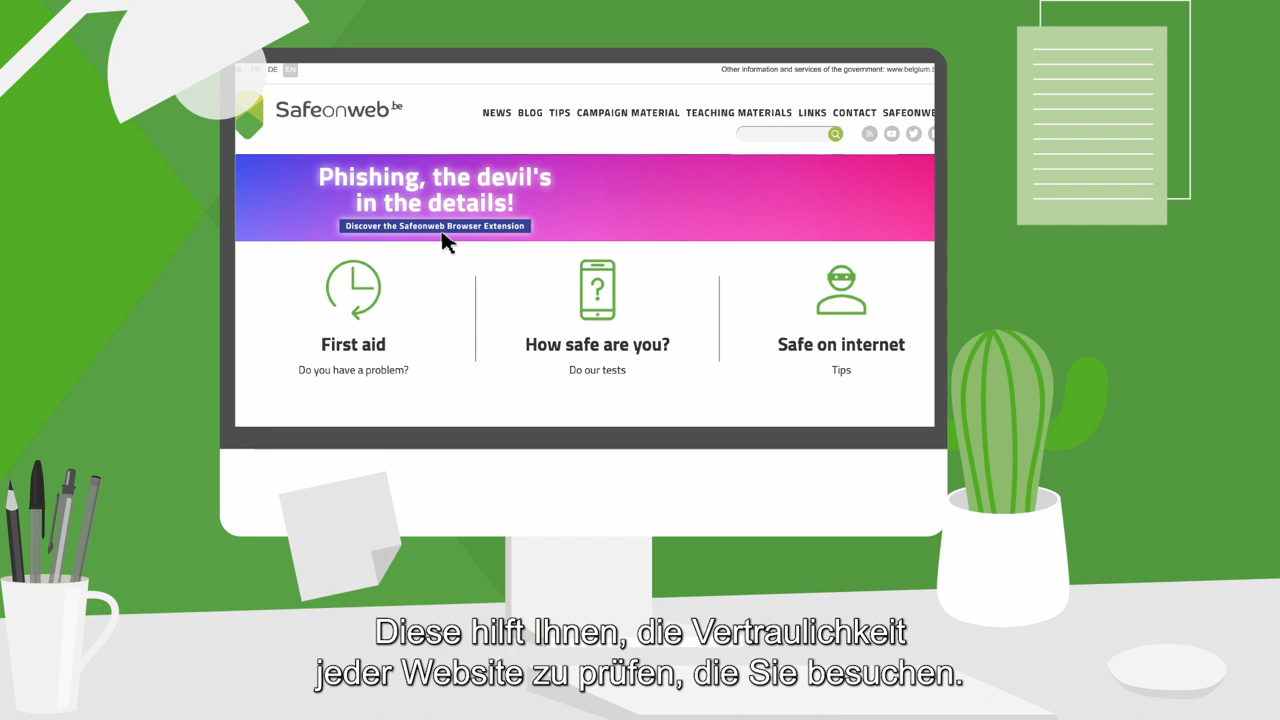 NL FR DE EN
Other information and services of the government: www.belgium.b
Safeonweb.be
NEWS BLOG TIPS CAMPAIGN MATERIAL TEACHING MATERIALS LINKS CONTACT SAFEONWE
Phishing, the devil's
in the details!
Discover the Safeonweb Browser Extension
First aid
Do you have a problem?
How safe are you?
Do our tests
Safe on internet
Tips
Diese hilft Ihnen, die Vertraulichkeit
jeder Website zu prüfen, die Sie besuchen.